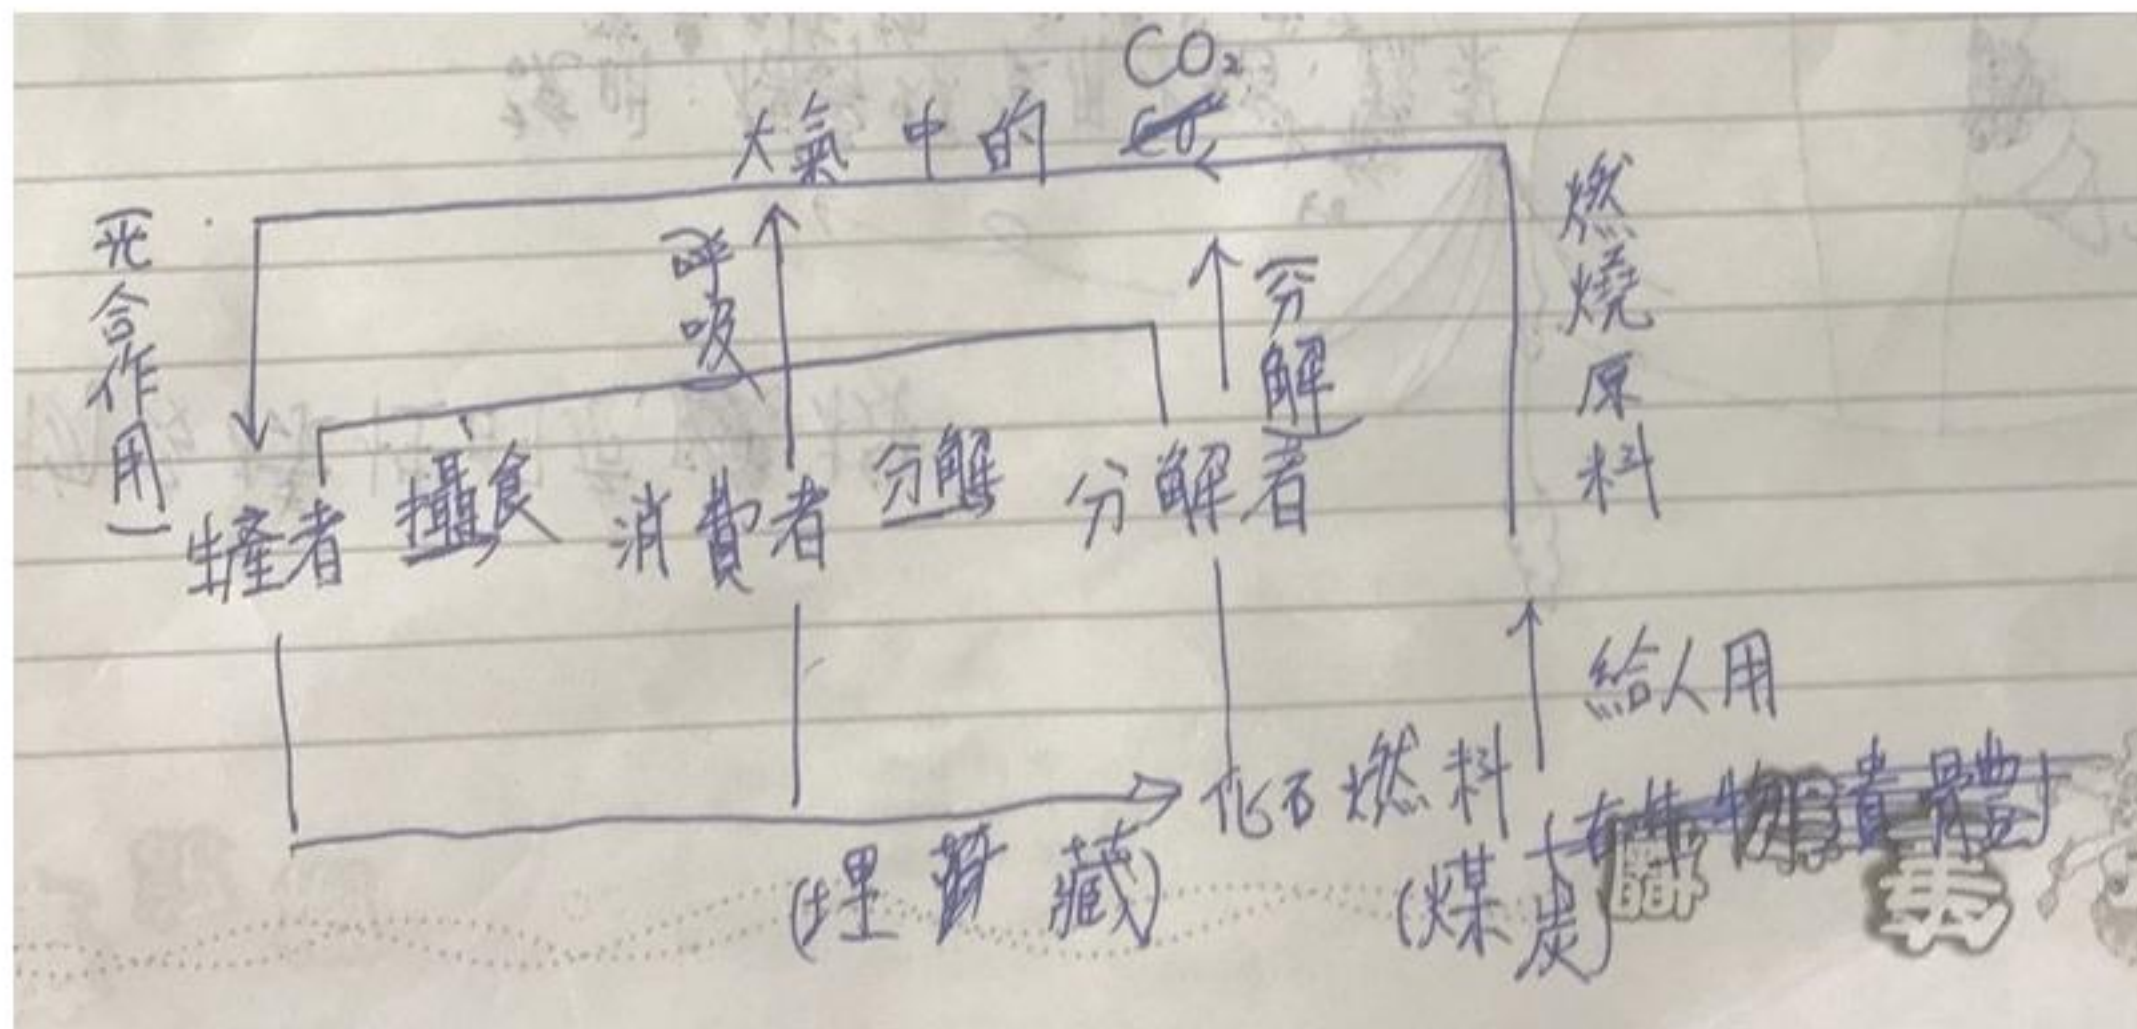 CO₂
大氣中的
(光合作用)
(呼吸)
(分解)
燃燒原料
生產者 攝食 消費者 分解 分解者
給人用
化石燃料
(埋藏)
(煤炭)